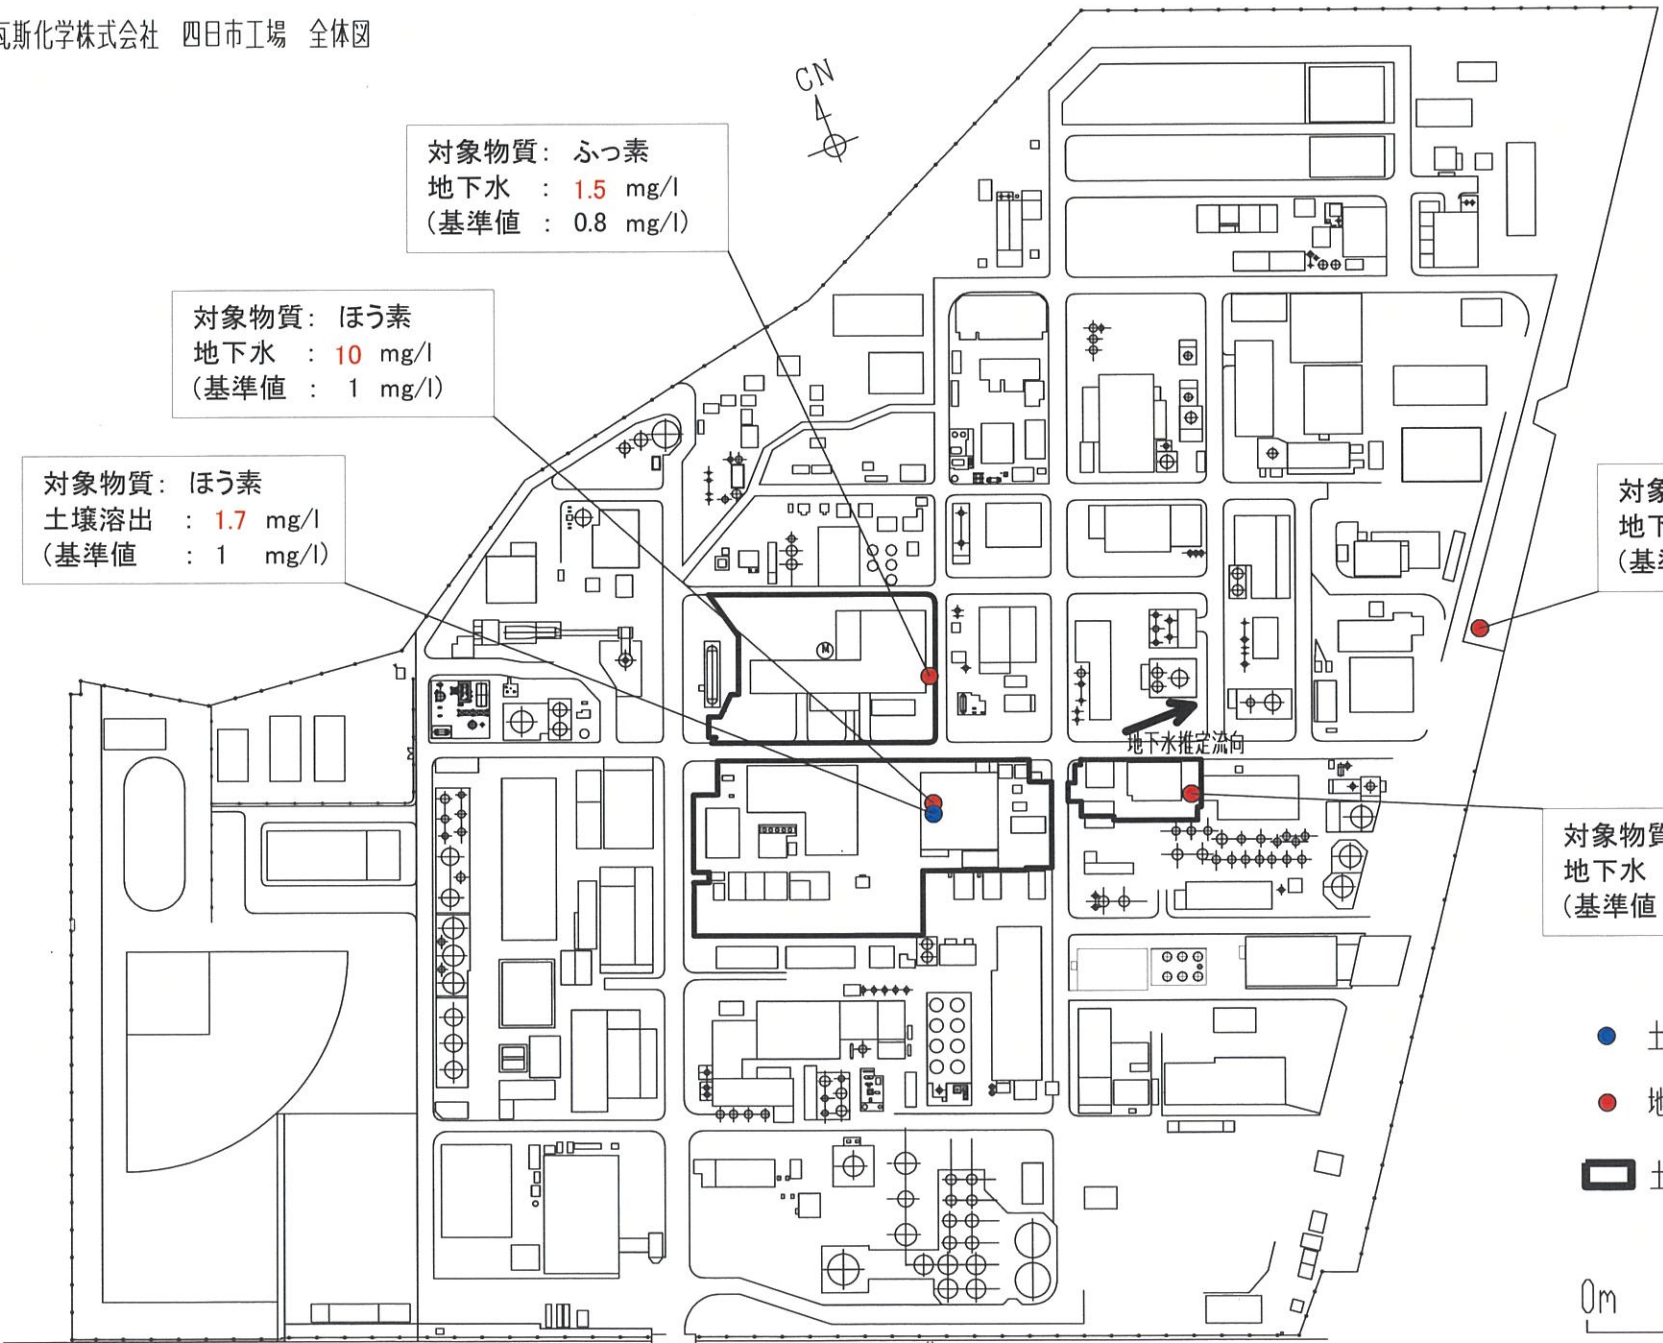 瓦斯化学株式会社 四日市工場 全体図
CN
対象物質: ふっ素
地下水 : 1.5 mg/l
(基準値 : 0.8 mg/l)
対象物質: ほう素
地下水 : 10 mg/l
(基準値 : 1 mg/l)
対象物質: ほう素
土壌溶出 : 1.7 mg/l
(基準値 : 1 mg/l)
対象
地下
(基準
M
地下水推定流向
対象物質
地下水
(基準値
土
地
土
0m